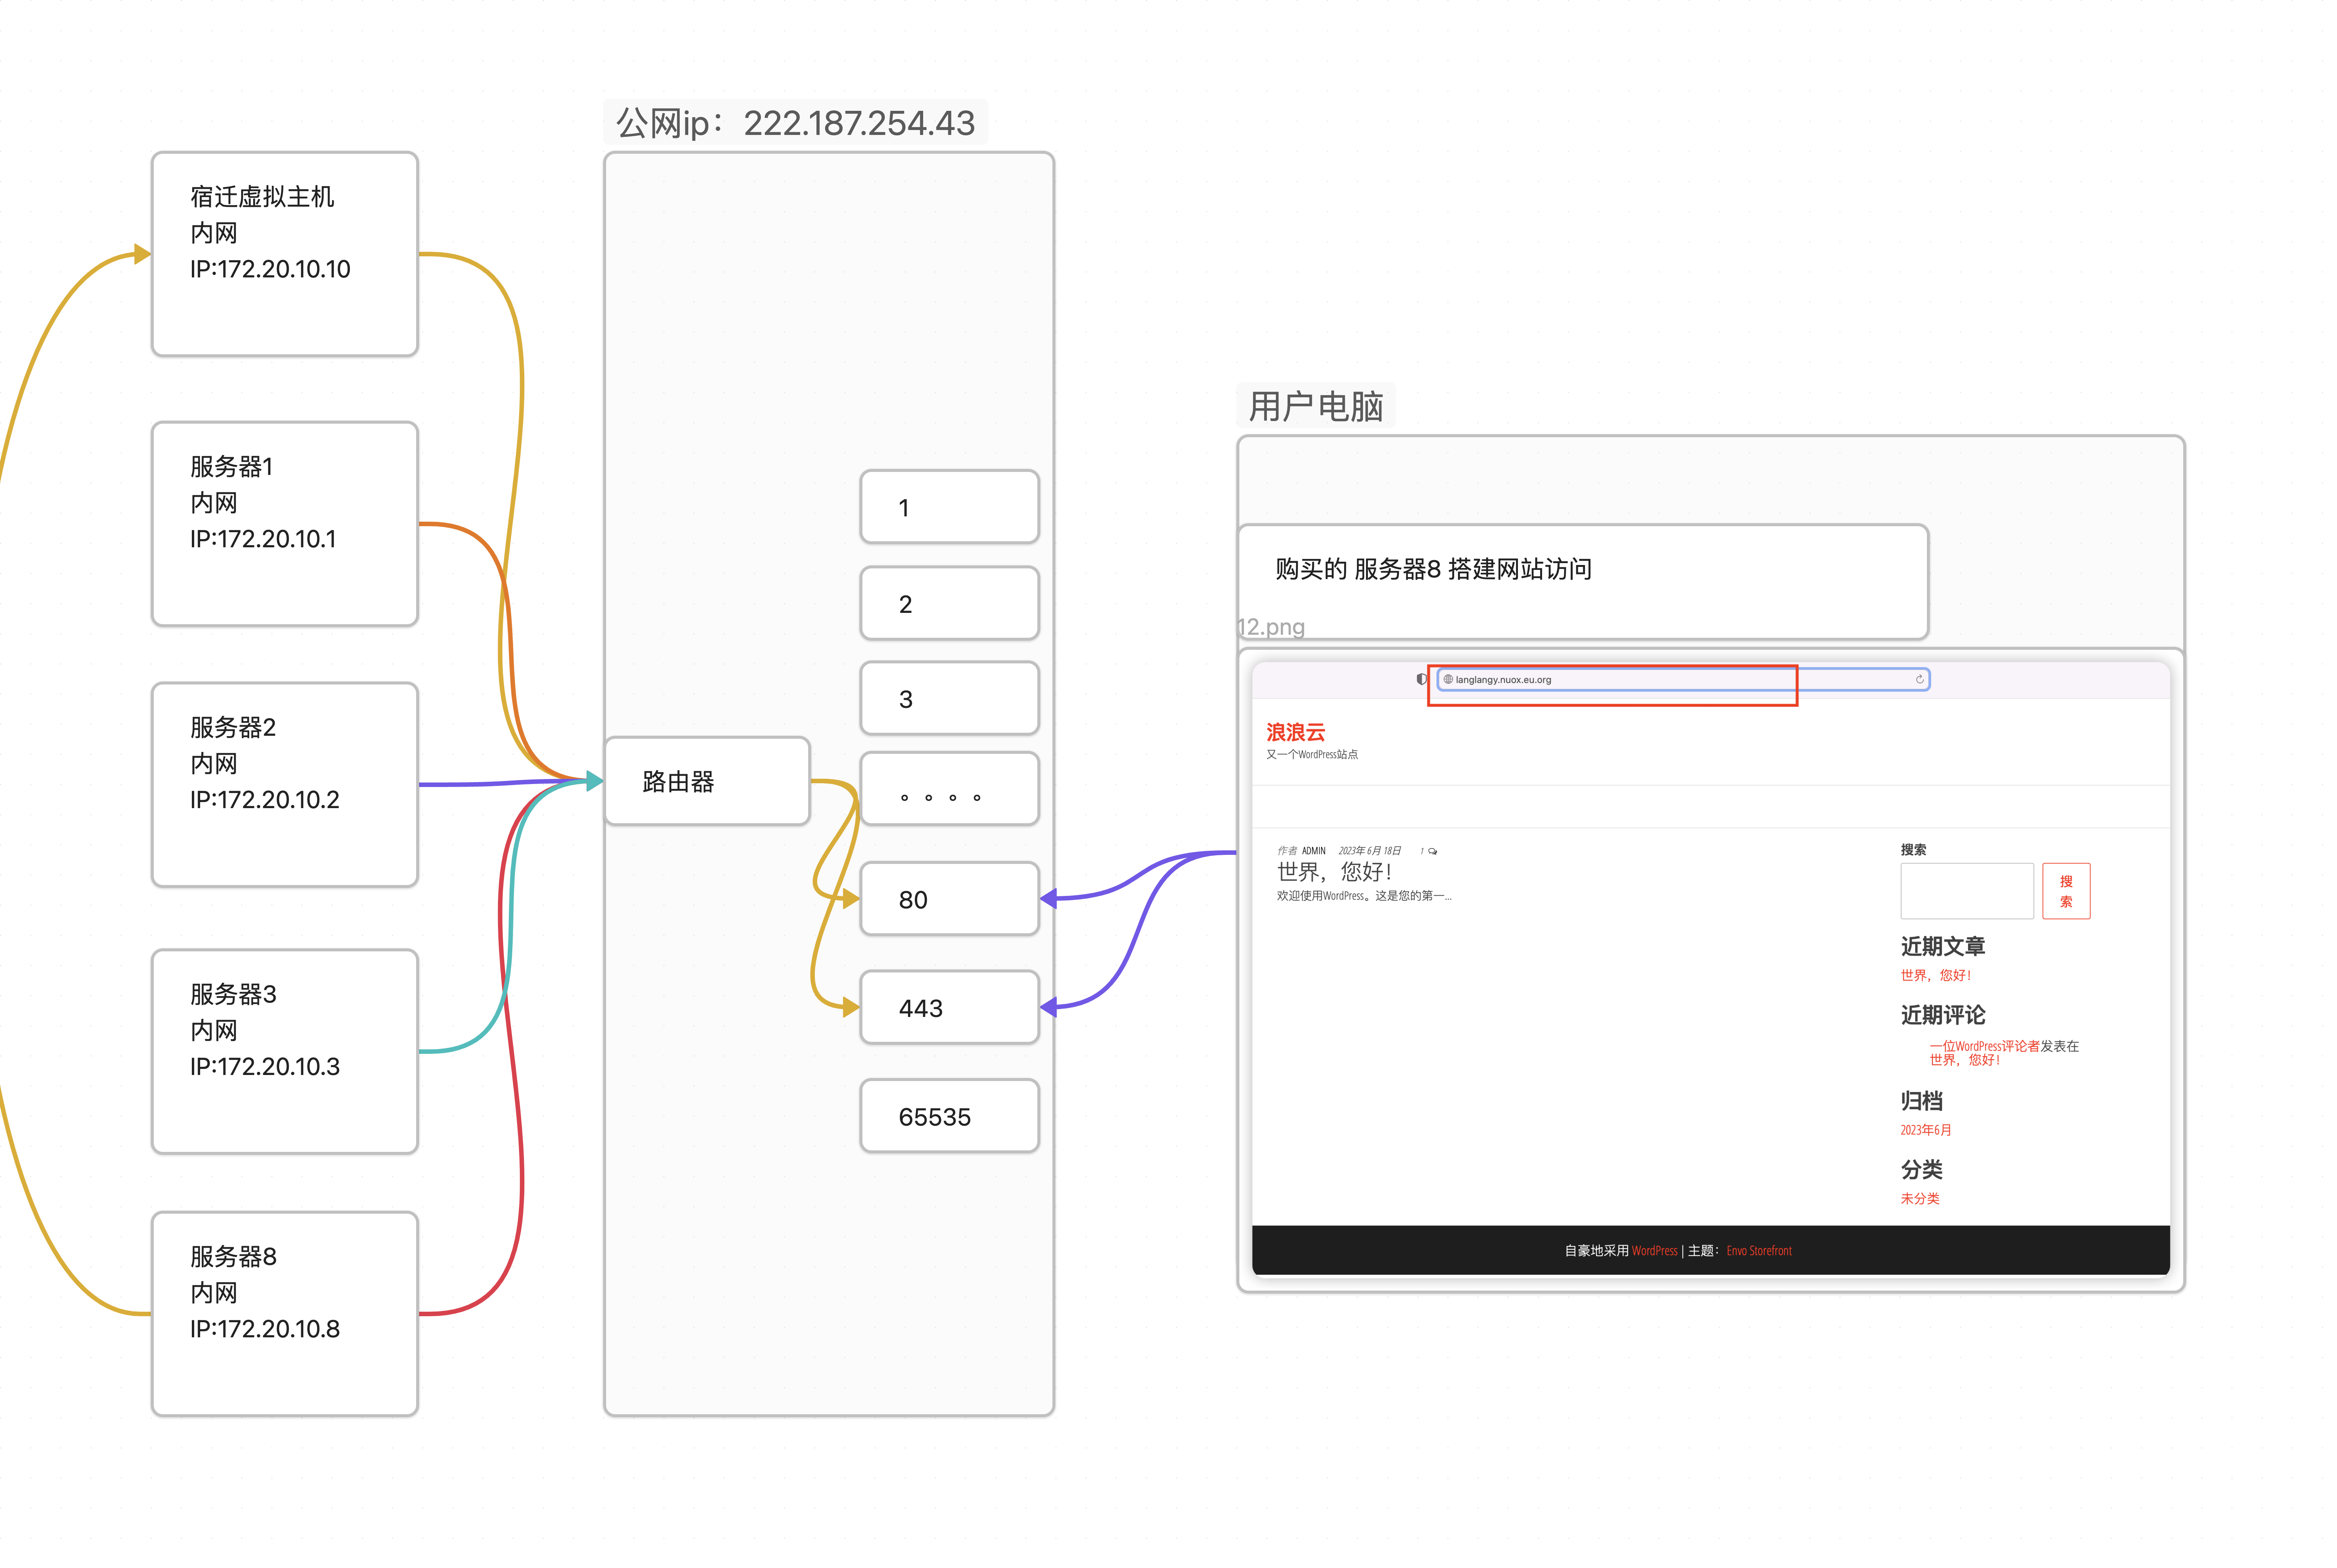 公网ip：222.187.254.43
宿迁虚拟主机
内网
IP:172.20.10.10
服务器1
内网
IP:172.20.10.1
服务器2
内网
IP:172.20.10.2
服务器3
内网
IP:172.20.10.3
服务器8
内网
IP:172.20.10.8
路由器
1
2
3
。。。。
80
443
65535
用户电脑
购买的 服务器8 搭建网站访问
12.png
langlangy.nuox.eu.org
浪浪云
又一个WordPress站点
作者 ADMIN 2023年6月18日 1
世界，您好！
欢迎使用WordPress。这是您的第一...
搜索
搜
索
近期文章
世界，您好！
近期评论
一位WordPress评论者发表在
世界，您好！
归档
2023年6月
分类
未分类
自豪地采用 WordPress | 主题：Envo Storefront